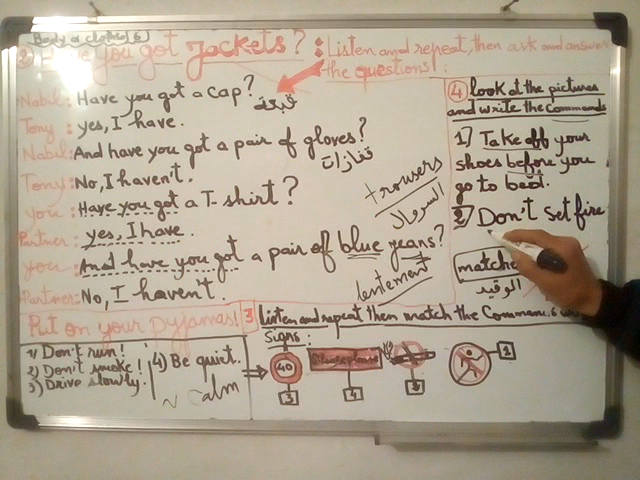 Body & clothes 6
2) Have you got Jackets? : Listen and repeat, then ask and answer
the questions!
Nabil: Have you got a cap?
قبعة
Tony: yes, I have.
Nabil: And have you got a pair of gloves?
قفازات
Tony: No, I haven't.
you: Have you got a T-shirt?
Partner: yes, I have.
you: And have you got a pair of blue jeans?
Partner: No, I haven't.
trousers
السروال
4 look at the pictures
and write the commands
1) Take off your
shoes before you
go to bed.
2) Don't set fire
matche
الوقيد
Put on your pyjamas!
1) Don't run!
2) Don't smoke!
3) Drive slowly.
4) Be quiet.
~ Calm
3 listen and repeat then match the Command.s
Signs:
40
Silence please
3
4
2
1